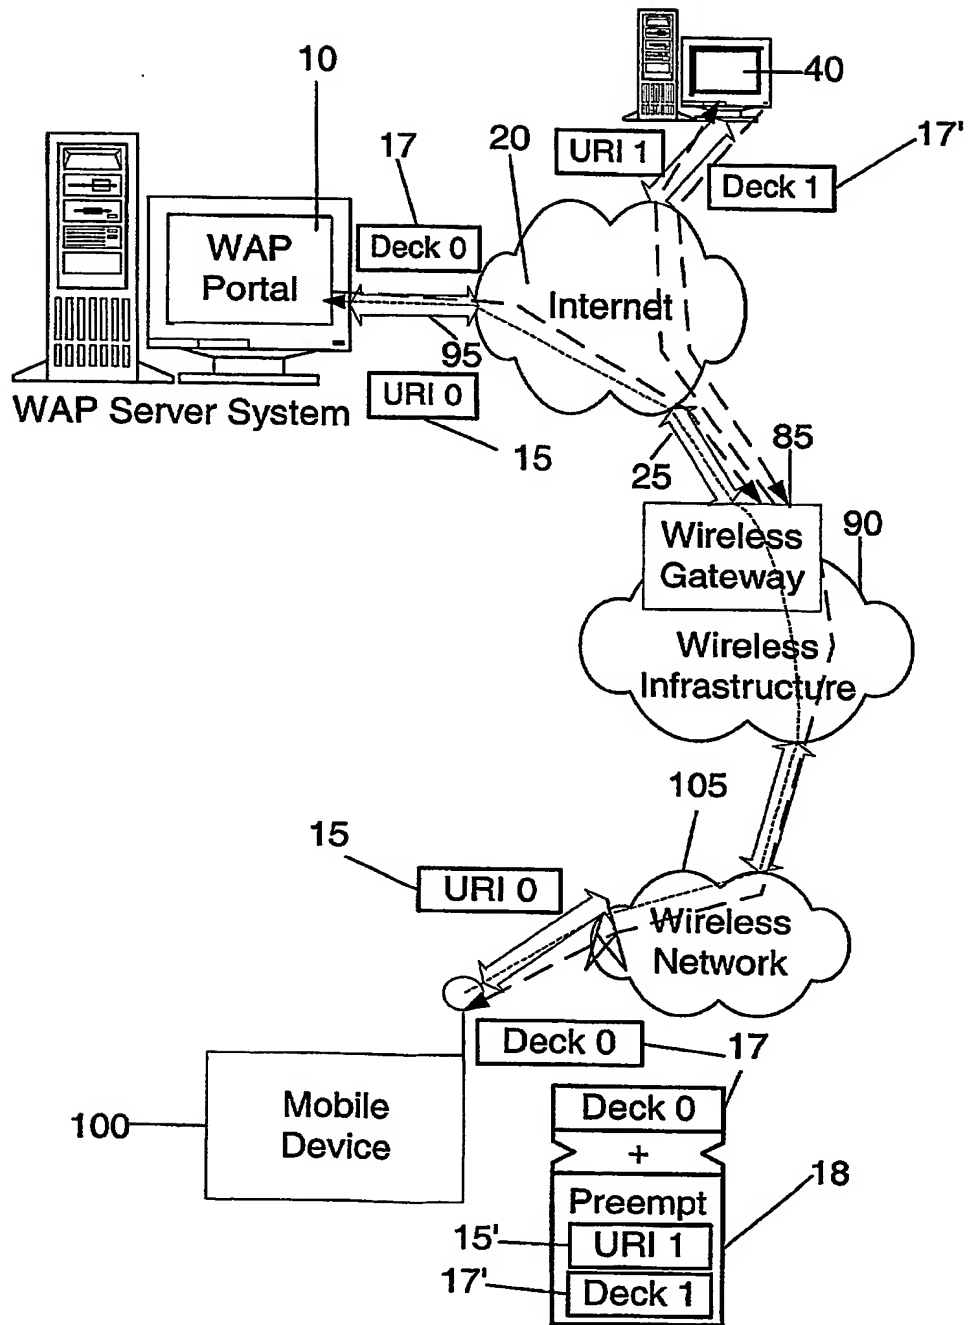 10
40
17
20
URI 1
17'
Deck 1
Deck 0
WAP
Portal
Internet
95
URI 0
WAP Server System
15
25
85
Wireless
Gateway
90
Wireless
Infrastructure
105
15
URI 0
Wireless
Network
Deck 0
17
Mobile
Device
100
Deck 0
+
18
Preempt
15'
URI 1
17'
Deck 1